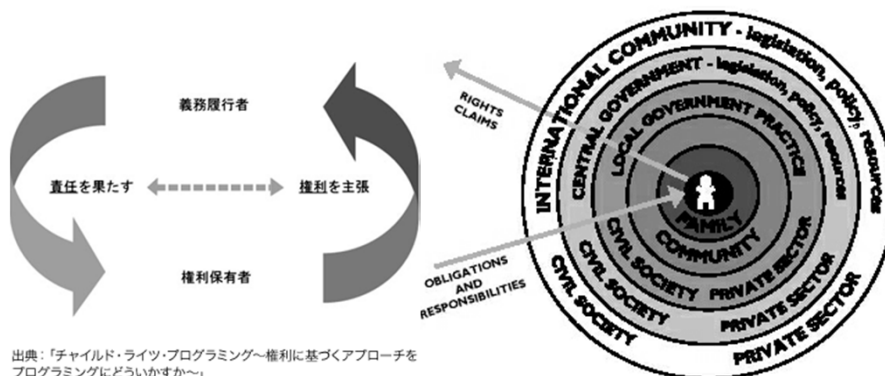 義務履行者
責任を果たす
権利を主張
権利保有者
出典:「チャイルド・ライツ・プログラミング〜権利に基づくアプローチを
プログラミングにどういかすか〜」
RIGHTS
CLAIMS
OBLIGATIONS
AND
RESPONSIBILITIES
INTERNATIONAL COMMUNITY - legislation, policy, resources
CENTRAL GOVERNMENT - legislation, policy, resources
LOCAL GOVERNMENT PRACTICE
FAMILY
COMMUNITY
CIVIL SOCIETY PRIVATE SECTOR
CIVIL SOCIETY PRIVATE SECTOR
CIVIL SOCIETY PRIVATE SECTOR